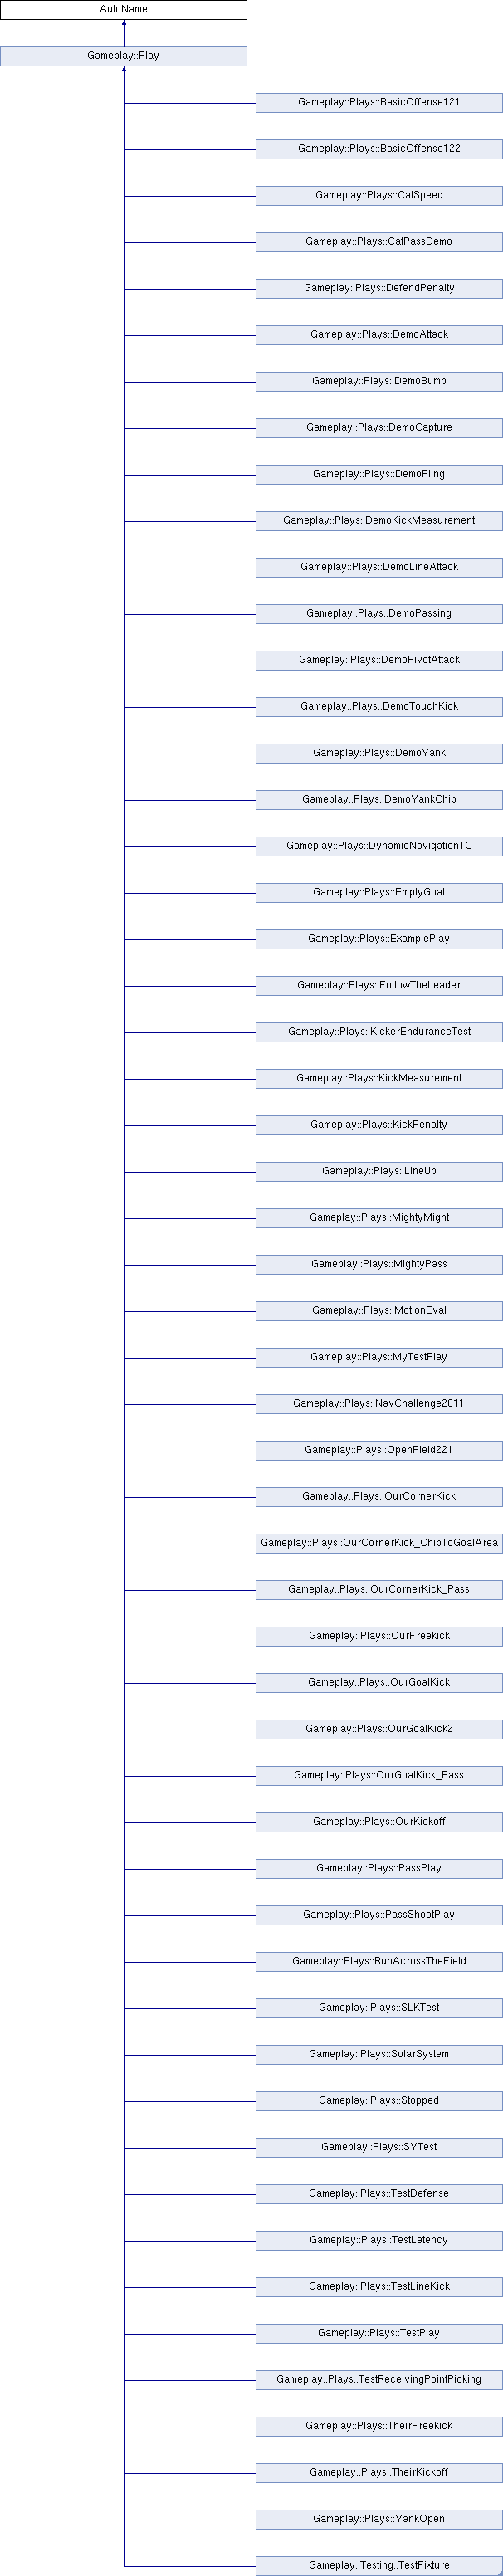 AutoName
Gameplay::Play
Gameplay::Plays::BasicOffense121
Gameplay::Plays::BasicOffense122
Gameplay::Plays::CalSpeed
Gameplay::Plays::CatPassDemo
Gameplay::Plays::DefendPenalty
Gameplay::Plays::DemoAttack
Gameplay::Plays::DemoBump
Gameplay::Plays::DemoCapture
Gameplay::Plays::DemoFling
Gameplay::Plays::DemoKickMeasurement
Gameplay::Plays::DemoLineAttack
Gameplay::Plays::DemoPassing
Gameplay::Plays::DemoPivotAttack
Gameplay::Plays::DemoTouchKick
Gameplay::Plays::DemoYank
Gameplay::Plays::DemoYankChip
Gameplay::Plays::DynamicNavigationTC
Gameplay::Plays::EmptyGoal
Gameplay::Plays::ExamplePlay
Gameplay::Plays::FollowTheLeader
Gameplay::Plays::KickerEnduranceTest
Gameplay::Plays::KickMeasurement
Gameplay::Plays::KickPenalty
Gameplay::Plays::LineUp
Gameplay::Plays::MightyMight
Gameplay::Plays::MightyPass
Gameplay::Plays::MotionEval
Gameplay::Plays::MyTestPlay
Gameplay::Plays::NavChallenge2011
Gameplay::Plays::OpenField221
Gameplay::Plays::OurCornerKick
Gameplay::Plays::OurCornerKick_ChipToGoalArea
Gameplay::Plays::OurCornerKick_Pass
Gameplay::Plays::OurFreekick
Gameplay::Plays::OurGoalKick
Gameplay::Plays::OurGoalKick2
Gameplay::Plays::OurGoalKick_Pass
Gameplay::Plays::OurKickoff
Gameplay::Plays::PassPlay
Gameplay::Plays::PassShootPlay
Gameplay::Plays::RunAcrossTheField
Gameplay::Plays::SLKTest
Gameplay::Plays::SolarSystem
Gameplay::Plays::Stopped
Gameplay::Plays::SYTest
Gameplay::Plays::TestDefense
Gameplay::Plays::TestLatency
Gameplay::Plays::TestLineKick
Gameplay::Plays::TestPlay
Gameplay::Plays::TestReceivingPointPicking
Gameplay::Plays::TheirFreekick
Gameplay::Plays::TheirKickoff
Gameplay::Plays::YankOpen
Gameplay::Testing::TestFixture